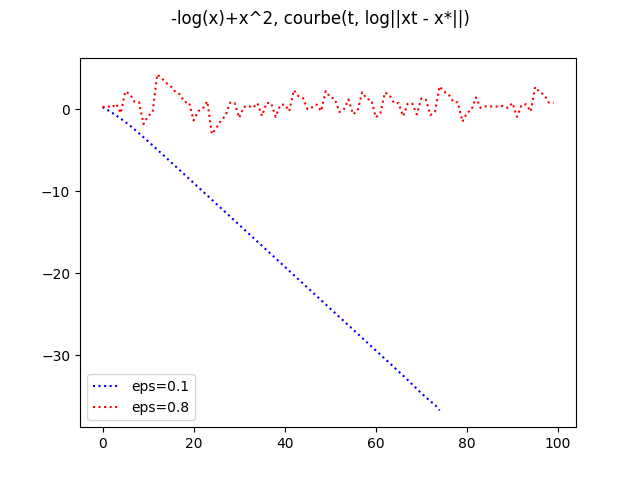 -log(x)+x^2, courbe(t, log||xt - x*||)
0
−10
−20
−30
eps=0.1
eps=0.8
0 20 40 60 80 100